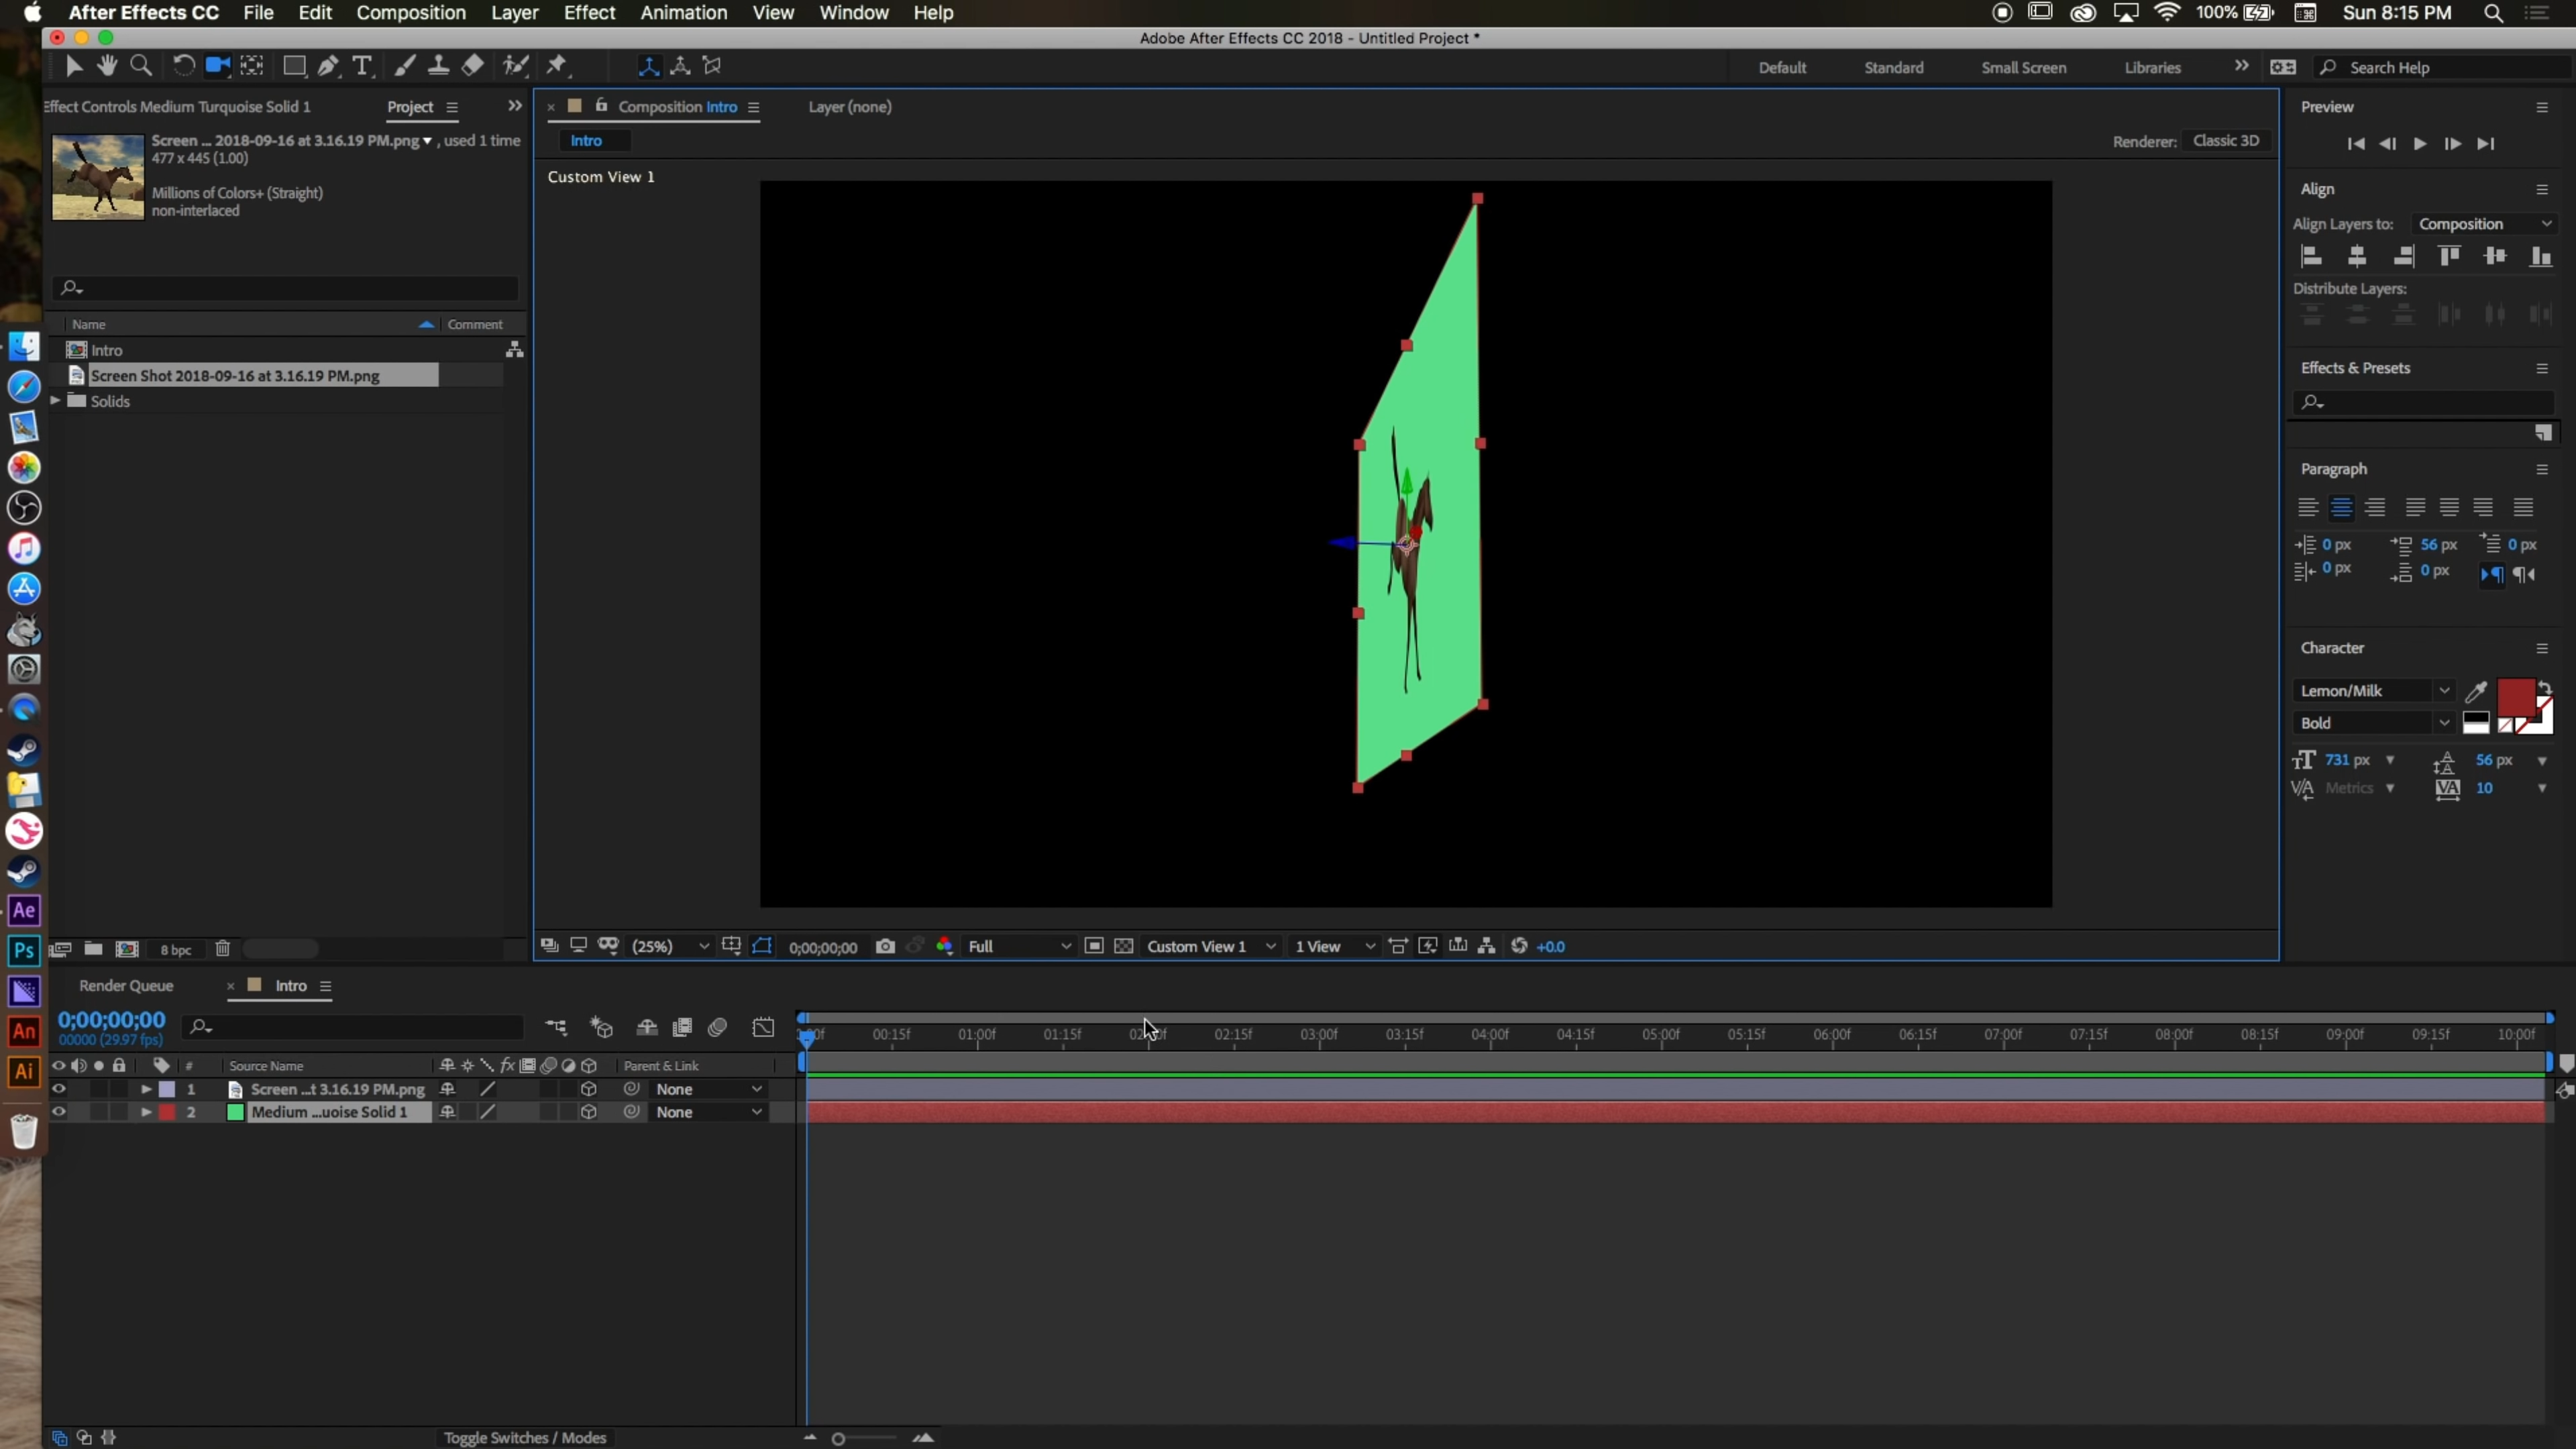 After Effects CC File Edit Composition Layer Effect Animation View Window Help 100% Sun 8:15 PM
Adobe After Effects CC 2018 - Untitled Project *
T Default Standard Small Screen Libraries » Search Help
Effect Controls Medium Turquoise Solid 1 Project » × Composition Intro Layer (none) Preview
Screen ... 2018-09-16 at 3.16.19 PM.png , used 1 time
477 x 445 (1.00)
Millions of Colors+ (Straight)
non-interlaced
Intro Renderer: Classic 3D
Custom View 1
Align
Align Layers to: Composition
Distribute Layers:
Name Comment
Intro
Screen Shot 2018-09-16 at 3.16.19 PM.png
Solids
Effects & Presets
Paragraph
0 px 56 px 0 px
0 px 0 px
Character
Lemon/Milk
Bold
731 px 56 px
Metrics 10
Ae
Ps
An
Ai
8 bpc (25%) 0;00;00;00 Full Custom View 1 1 View +0.0
Render Queue × Intro
0;00;00;00
00000 (29.97 fps)
00:15f 01:00f 01:15f 02:15f 03:00f 03:15f 04:00f 04:15f 05:00f 05:15f 06:00f 06:15f 07:00f 07:15f 08:00f 08:15f 09:00f 09:15f 10:00f
# Source Name fx Parent & Link
1 Screen ...t 3.16.19 PM.png None
2 Medium ...uoise Solid 1 None
Toggle Switches / Modes